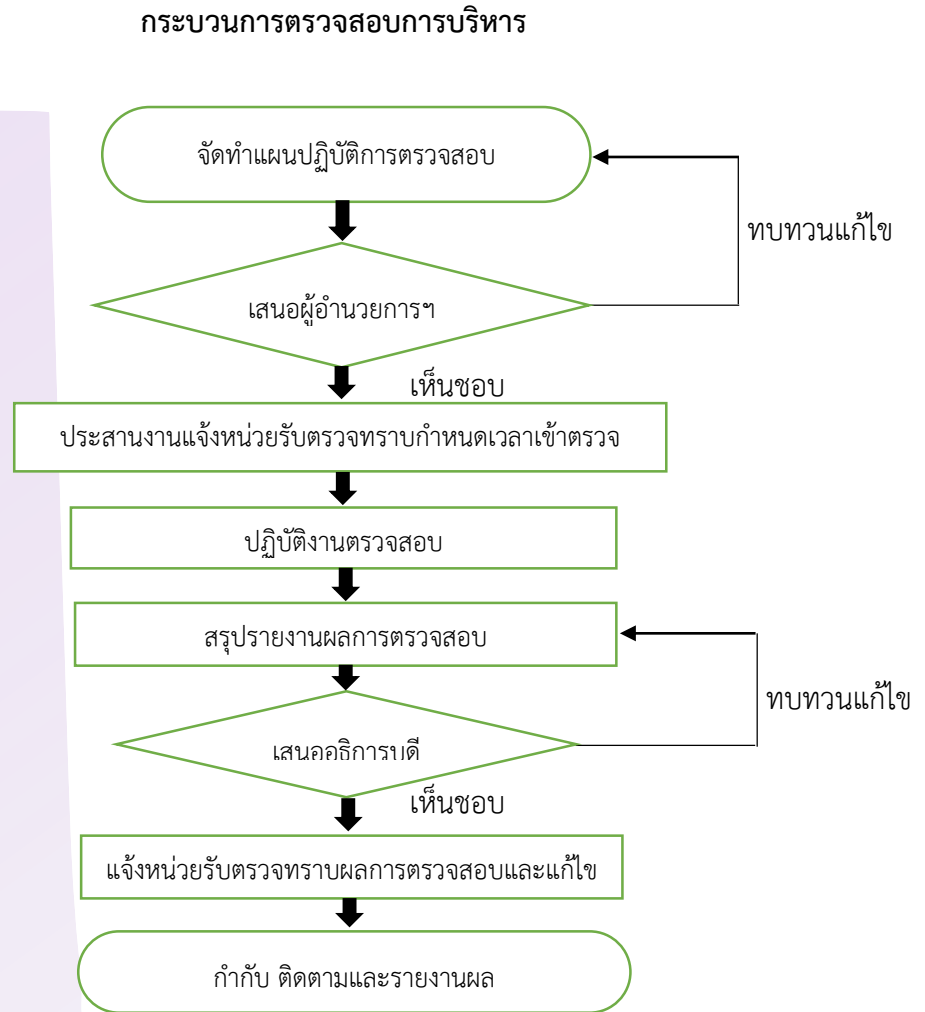 กระบวนการตรวจสอบการบริหาร
จัดทำแผนปฏิบัติการตรวจสอบ
ทบทวนแก้ไข
เสนอผู้อำนวยการฯ
เห็นชอบ
ประสานงานแจ้งหน่วยรับตรวจทราบกำหนดเวลาเข้าตรวจ
ปฏิบัติงานตรวจสอบ
สรุปรายงานผลการตรวจสอบ
ทบทวนแก้ไข
เสนออธิการบดี
เห็นชอบ
แจ้งหน่วยรับตรวจทราบผลการตรวจสอบและแก้ไข
กำกับ ติดตามและรายงานผล